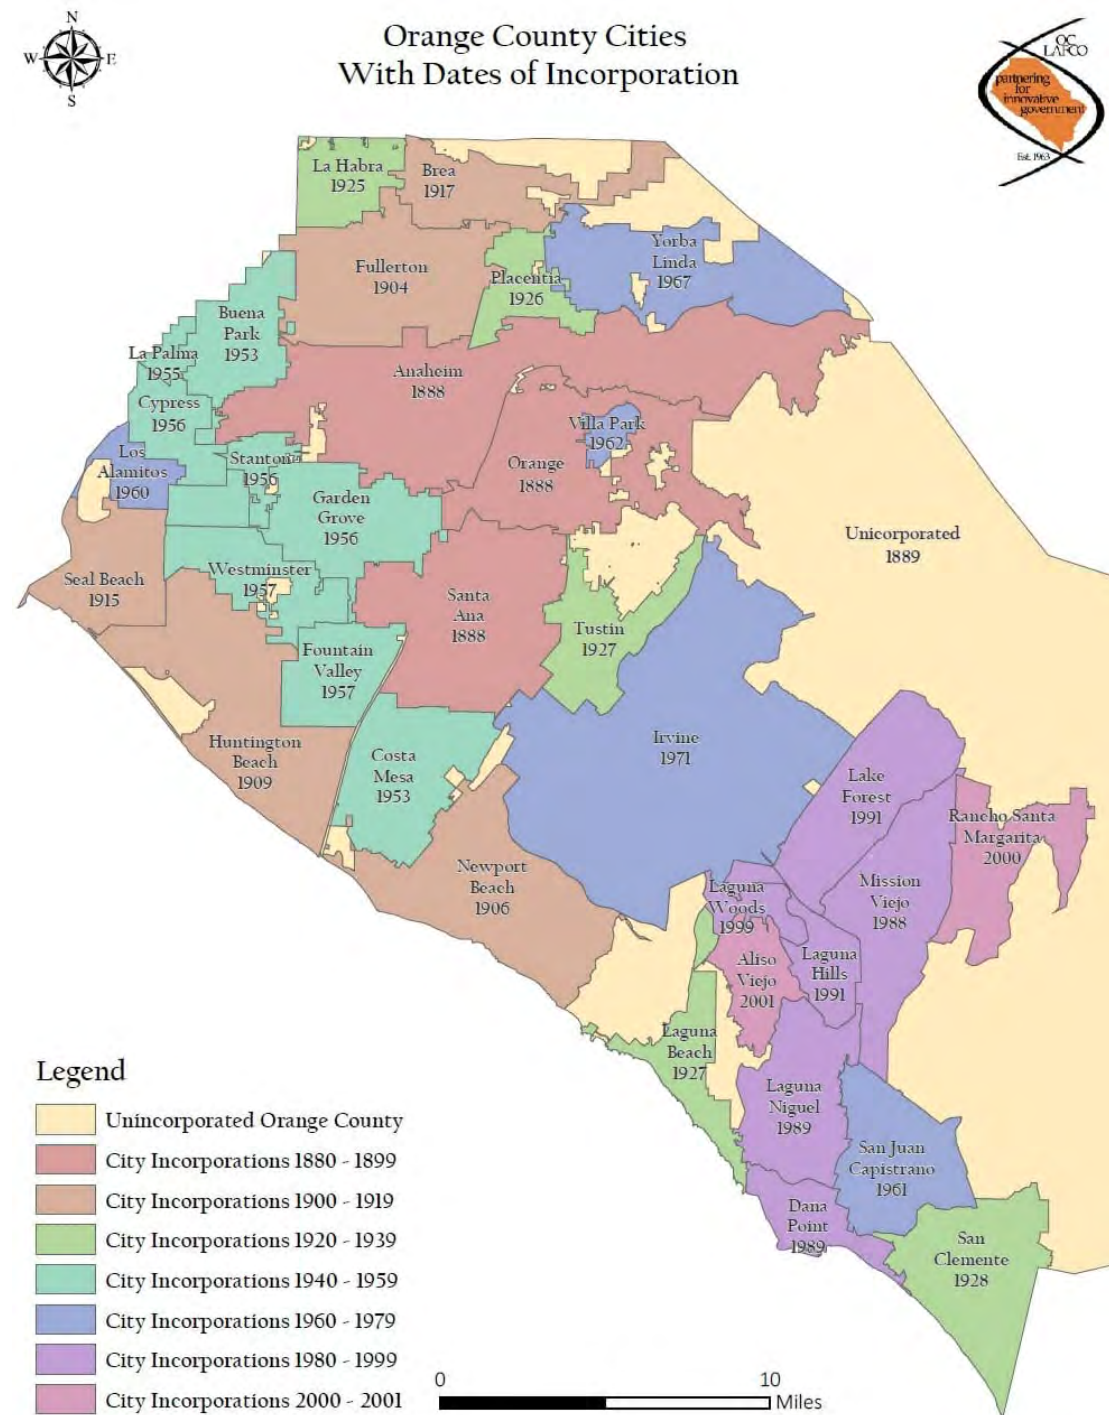 N
W
E
S
Orange County Cities
With Dates of Incorporation
OC
LAFCO
partnering
for
innovative
government
Est. 1963
La Habra
1925
Brea
1917
Fullerton
1904
Placentia
1926
Yorba
Linda
1967
Buena
Park
1953
La Palma
1955
Cypress
1956
Anaheim
1888
Villa Park
1962
Los
Alamitos
1960
Stanton
1956
Orange
1888
Garden
Grove
1956
Unicorporated
1889
Seal Beach
1915
Westminster
1957
Santa
Ana
1888
Tustin
1927
Fountain
Valley
1957
Huntington
Beach
1909
Costa
Mesa
1953
Irvine
1971
Lake
Forest
1991
Rancho Santa
Margarita
2000
Newport
Beach
1906
Laguna
Woods
1999
Mission
Viejo
1988
Aliso
Viejo
2001
Laguna
Hills
1991
Laguna
Beach
1927
Laguna
Niguel
1989
San Juan
Capistrano
1961
Dana
Point
1989
San
Clemente
1928
Legend
Unincorporated Orange County
City Incorporations 1880 - 1899
City Incorporations 1900 - 1919
City Incorporations 1920 - 1939
City Incorporations 1940 - 1959
City Incorporations 1960 - 1979
City Incorporations 1980 - 1999
City Incorporations 2000 - 2001
0 10
Miles